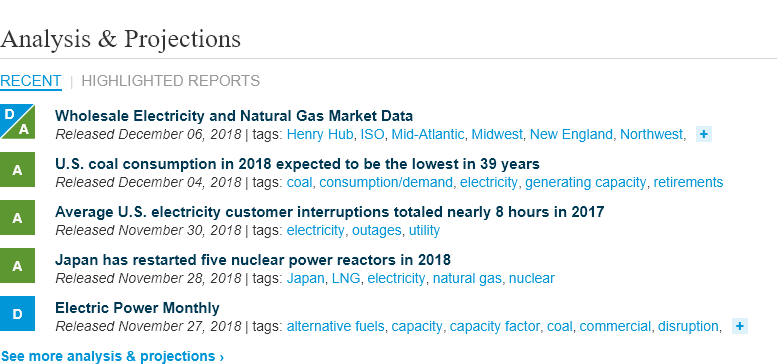 Analysis & Projections
RECENT | HIGHLIGHTED REPORTS
D A
Wholesale Electricity and Natural Gas Market Data
Released December 06, 2018 | tags: Henry Hub, ISO, Mid-Atlantic, Midwest, New England, Northwest, +
A
U.S. coal consumption in 2018 expected to be the lowest in 39 years
Released December 04, 2018 | tags: coal, consumption/demand, electricity, generating capacity, retirements
A
Average U.S. electricity customer interruptions totaled nearly 8 hours in 2017
Released November 30, 2018 | tags: electricity, outages, utility
A
Japan has restarted five nuclear power reactors in 2018
Released November 28, 2018 | tags: Japan, LNG, electricity, natural gas, nuclear
D
Electric Power Monthly
Released November 27, 2018 | tags: alternative fuels, capacity, capacity factor, coal, commercial, disruption, +
See more analysis & projections ›